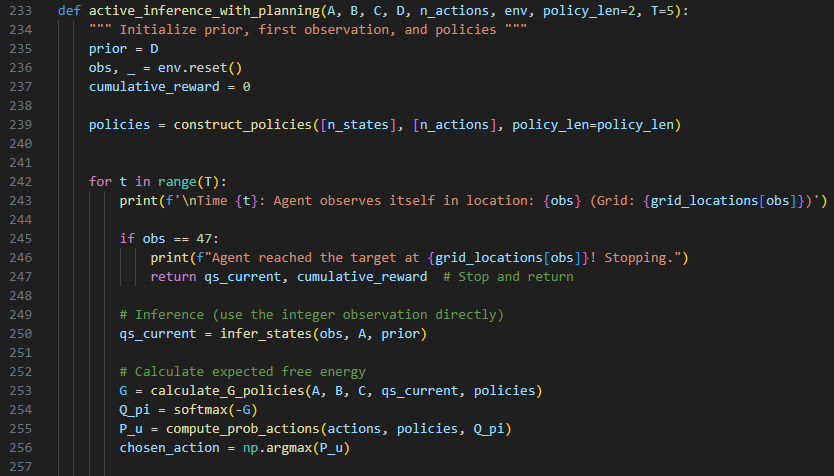 233 def active_inference_with_planning(A, B, C, D, n_actions, env, policy_len=2, T=5):
234     """ Initialize prior, first observation, and policies """
235     prior = D
236     obs, _ = env.reset()
237     cumulative_reward = 0
238
239     policies = construct_policies([n_states], [n_actions], policy_len=policy_len)
240
241
242     for t in range(T):
243         print(f'\nTime {t}: Agent observes itself in location: {obs} (Grid: {grid_locations[obs]})')
244
245         if obs == 47:
246             print(f"Agent reached the target at {grid_locations[obs]}! Stopping.")
247             return qs_current, cumulative_reward  # Stop and return
248
249         # Inference (use the integer observation directly)
250         qs_current = infer_states(obs, A, prior)
251
252         # Calculate expected free energy
253         G = calculate_G_policies(A, B, C, qs_current, policies)
254         Q_pi = softmax(-G)
255         P_u = compute_prob_actions(actions, policies, Q_pi)
256         chosen_action = np.argmax(P_u)
257